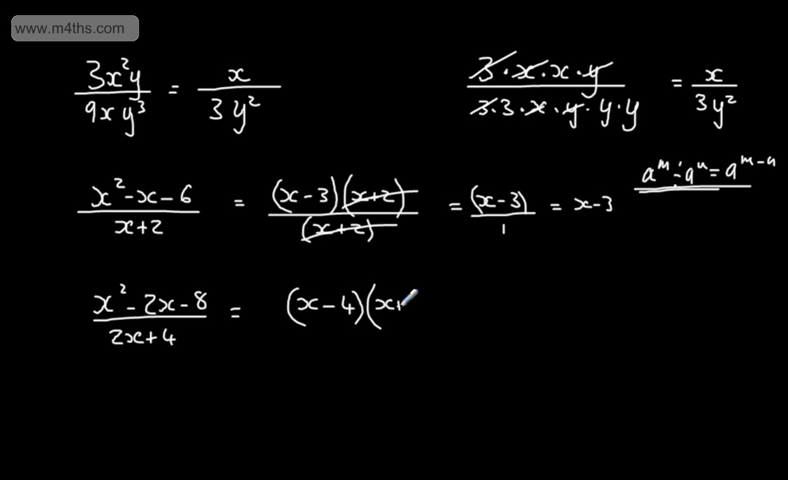 www.m4ths.com
3x²y/9xy³ = x/3y²
3·x·x·y/3·3·x·y·y·y = x/3y²
aᵐ÷aⁿ=aᵐ⁻ⁿ
x²-x-6/x+2 = (x-3)(x+2)/(x+2) = (x-3)/1 = x-3
x²-2x-8/2x+4 = (x-4)(x+